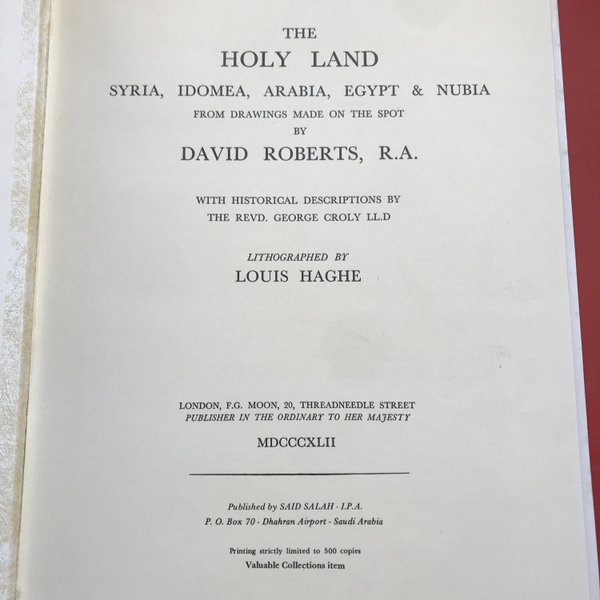 THE
HOLY LAND
SYRIA, IDOMEA, ARABIA, EGYPT & NUBIA
FROM DRAWINGS MADE ON THE SPOT
BY
DAVID ROBERTS, R.A.
WITH HISTORICAL DESCRIPTIONS BY
THE REVD. GEORGE CROLY LL.D
LITHOGRAPHED BY
LOUIS HAGHE
LONDON, F.G. MOON, 20, THREADNEEDLE STREET
PUBLISHER IN THE ORDINARY TO HER MAJESTY
MDCCCXLII
Published by SAID SALAH - I.P.A.
P. O. Box 70 - Dhahran Airport - Saudi Arabia
Printing strictly limited to 500 copies
Valuable Collections item